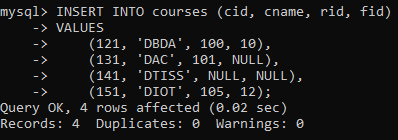 mysql> INSERT INTO courses (cid, cname, rid, fid)
    -> VALUES
    ->     (121, 'DBDA', 100, 10),
    ->     (131, 'DAC', 101, NULL),
    ->     (141, 'DTISS', NULL, NULL),
    ->     (151, 'DIOT', 105, 12);
Query OK, 4 rows affected (0.02 sec)
Records: 4  Duplicates: 0  Warnings: 0